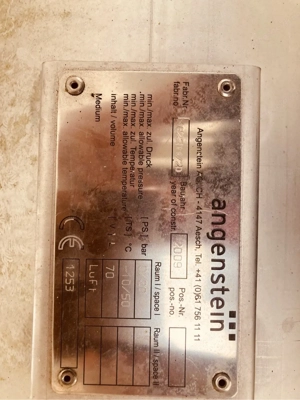 angenstein
Angenstein AG, CH - 4147 Aesch, Tel. +41 (0)61 756 11 11
Fabr.Nr. Baujahr Pos.-Nr.
fabr.no year of constr. 2009 pos.-no.
Raum I / space I Raum II / space II
min./max. zul. Druck
min./max. allowable pressure [PS], bar
min./max. zul. Temperatur
min./max. allowable temperature [TS] °C
Inhalt / volume 70
Medium Luft
CE 1253